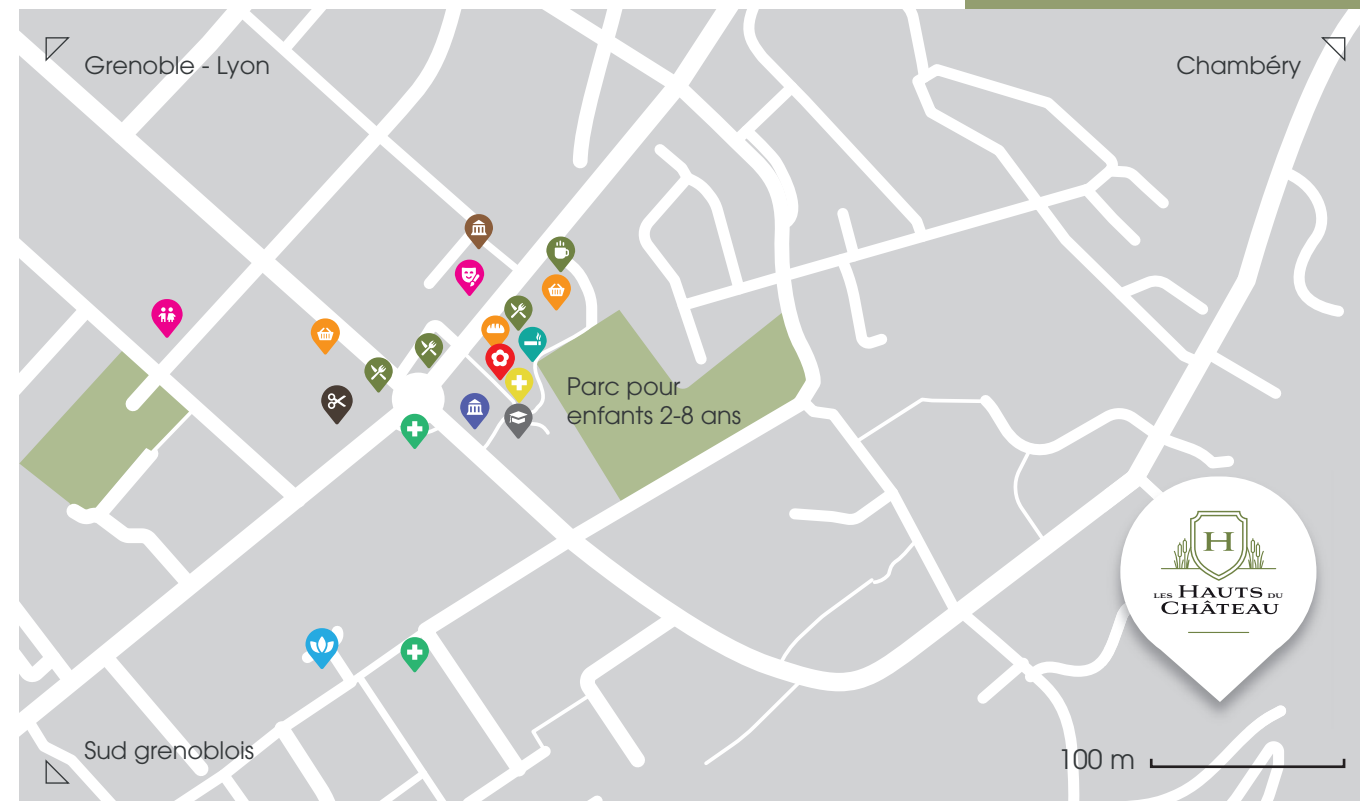 Grenoble - Lyon
Chambéry
Parc pour
enfants 2-8 ans
H
LES HAUTS DU
CHÂTEAU
Sud grenoblois
100 m